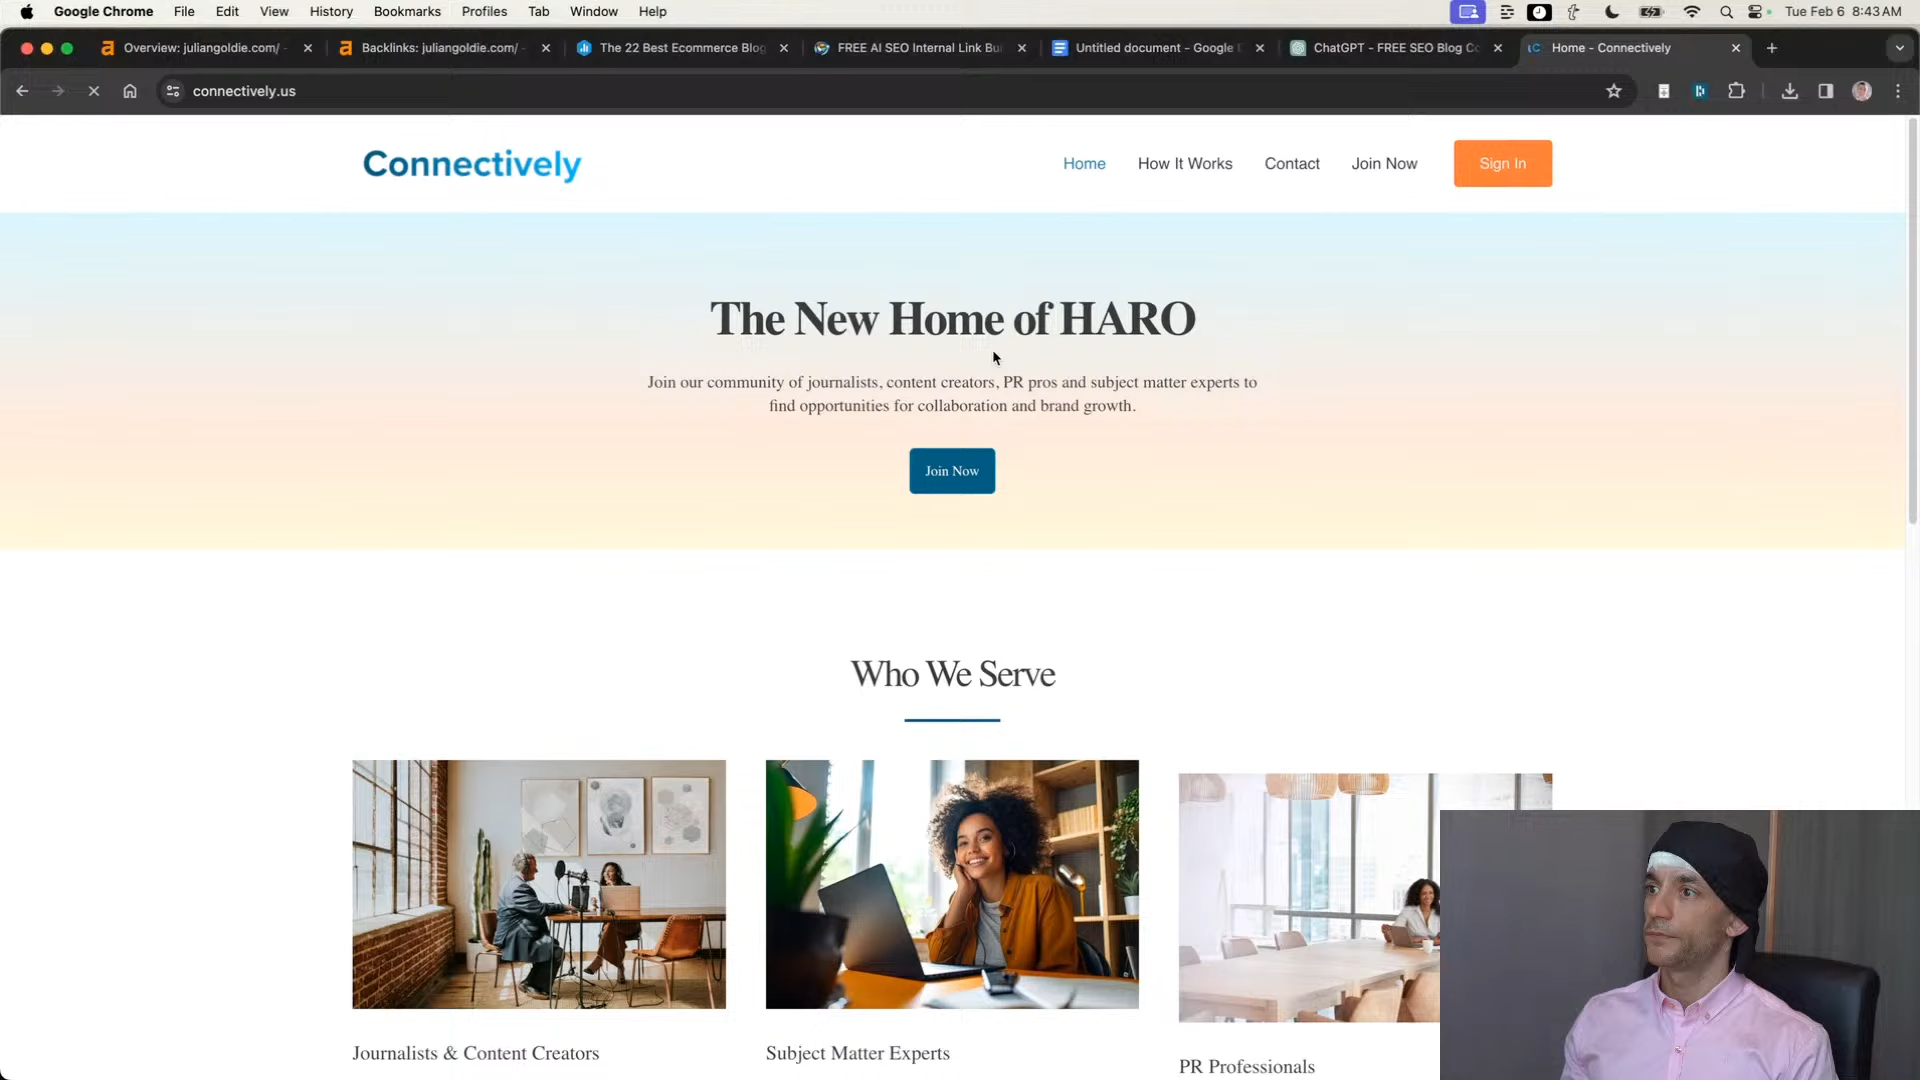 Google Chrome File Edit View History Bookmarks Profiles Tab Window Help Tue Feb 6 8:43 AM
Overview: juliangoldie.com/ - Backlinks: juliangoldie.com/ - The 22 Best Ecommerce Blog FREE AI SEO Internal Link Bu Untitled document - Google ChatGPT - FREE SEO Blog Co Home - Connectively
connectively.us
Connectively Home How It Works Contact Join Now Sign In
The New Home of HARO
Join our community of journalists, content creators, PR pros and subject matter experts to
find opportunities for collaboration and brand growth.
Join Now
Who We Serve
Journalists & Content Creators
Subject Matter Experts
PR Professionals